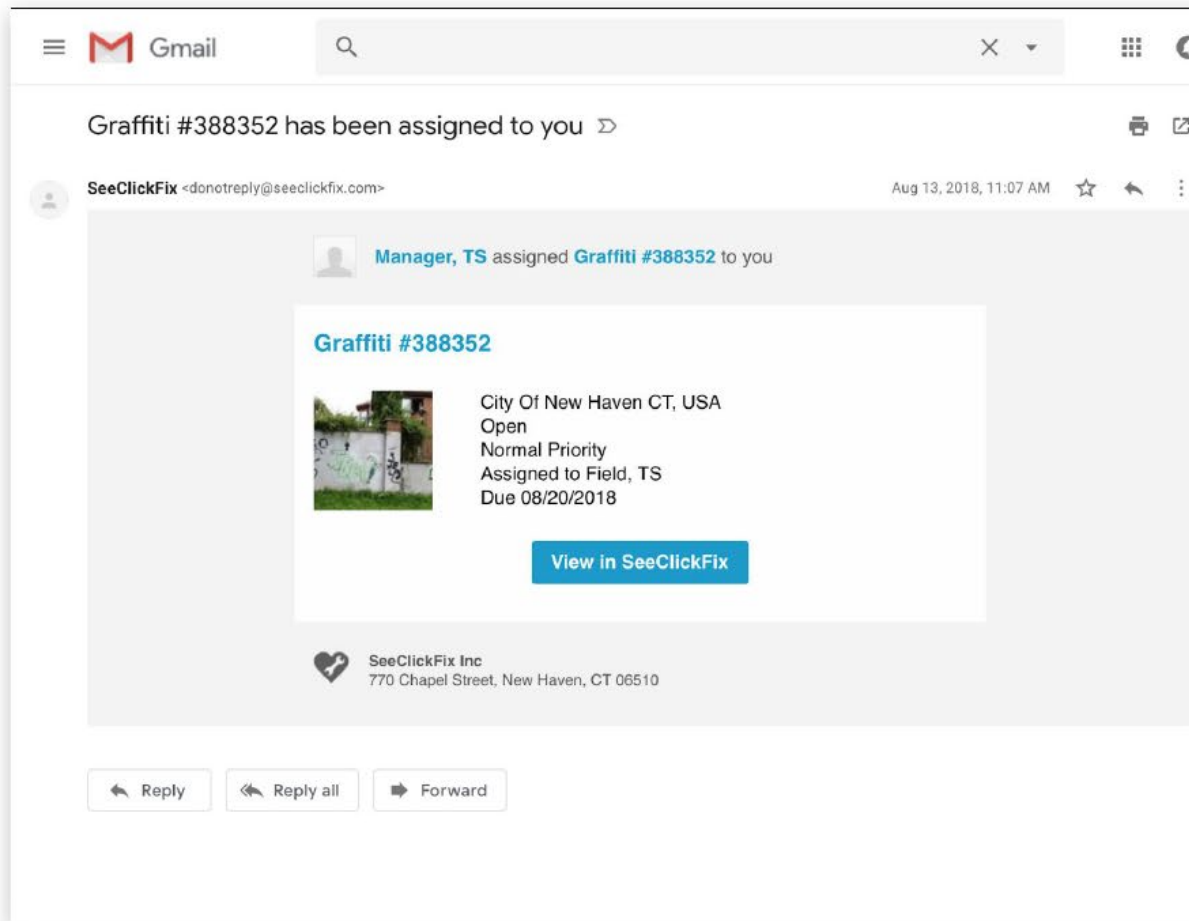 Gmail
Graffiti #388352 has been assigned to you
SeeClickFix <donotreply@seeclickfix.com> Aug 13, 2018, 11:07 AM
Manager, TS assigned Graffiti #388352 to you
Graffiti #388352
City Of New Haven CT, USA
Open
Normal Priority
Assigned to Field, TS
Due 08/20/2018
View in SeeClickFix
SeeClickFix Inc
770 Chapel Street, New Haven, CT 06510
Reply Reply all Forward